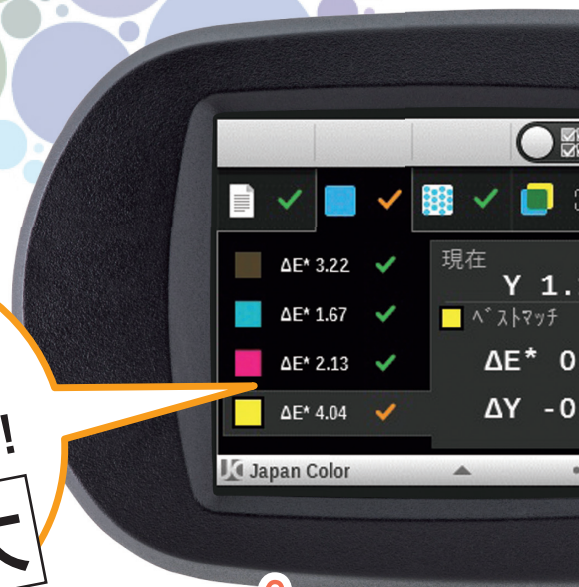 ΔE* 3.22
ΔE* 1.67
ΔE* 2.13
ΔE* 4.04
現在
Y 1.
ベストマッチ
ΔE* 0
ΔY -0
Japan Color
!